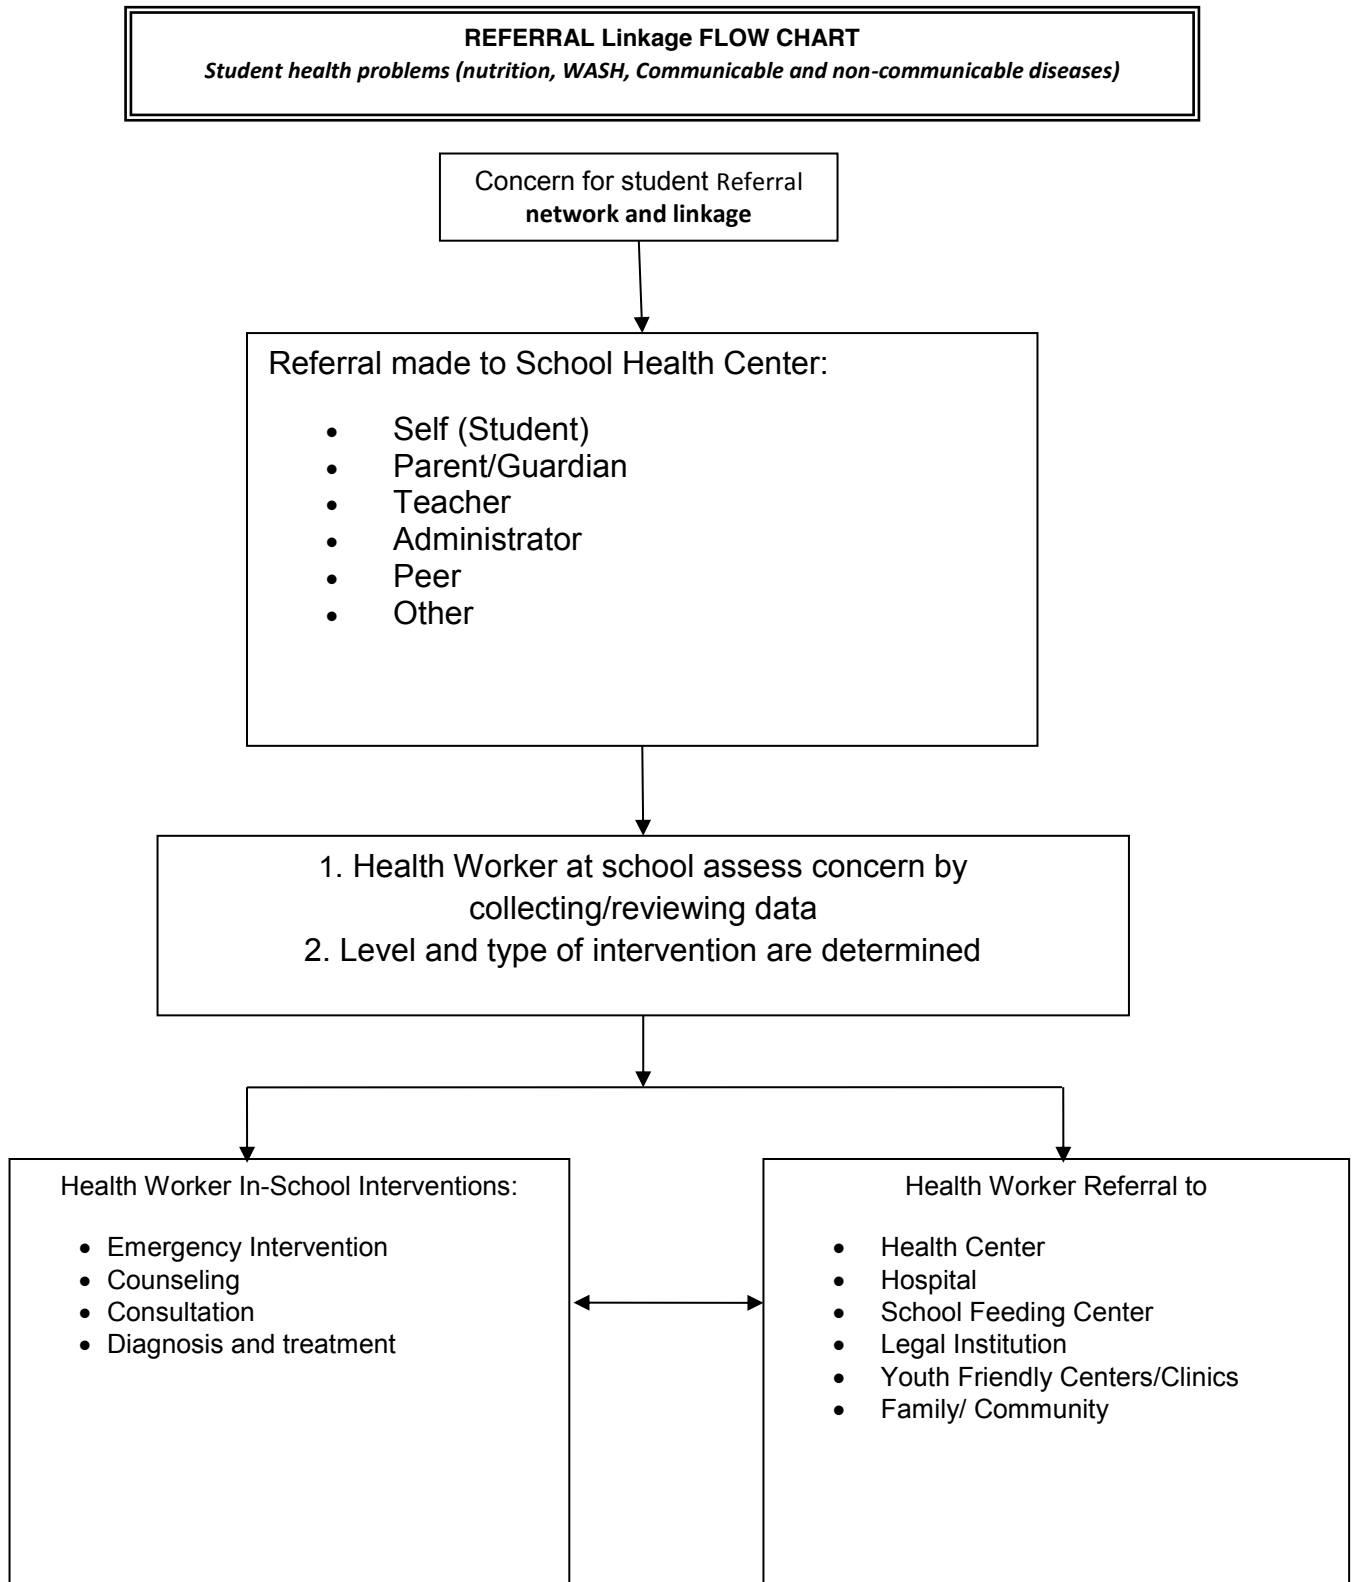 REFERRAL Linkage FLOW CHART
Student health problems (nutrition, WASH, Communicable and non-communicable diseases)
Concern for student Referral
network and linkage
Referral made to School Health Center:
• Self (Student)
• Parent/Guardian
• Teacher
• Administrator
• Peer
• Other
1. Health Worker at school assess concern by
collecting/reviewing data
2. Level and type of intervention are determined
Health Worker In-School Interventions:
• Emergency Intervention
• Counseling
• Consultation
• Diagnosis and treatment
Health Worker Referral to
• Health Center
• Hospital
• School Feeding Center
• Legal Institution
• Youth Friendly Centers/Clinics
• Family/ Community